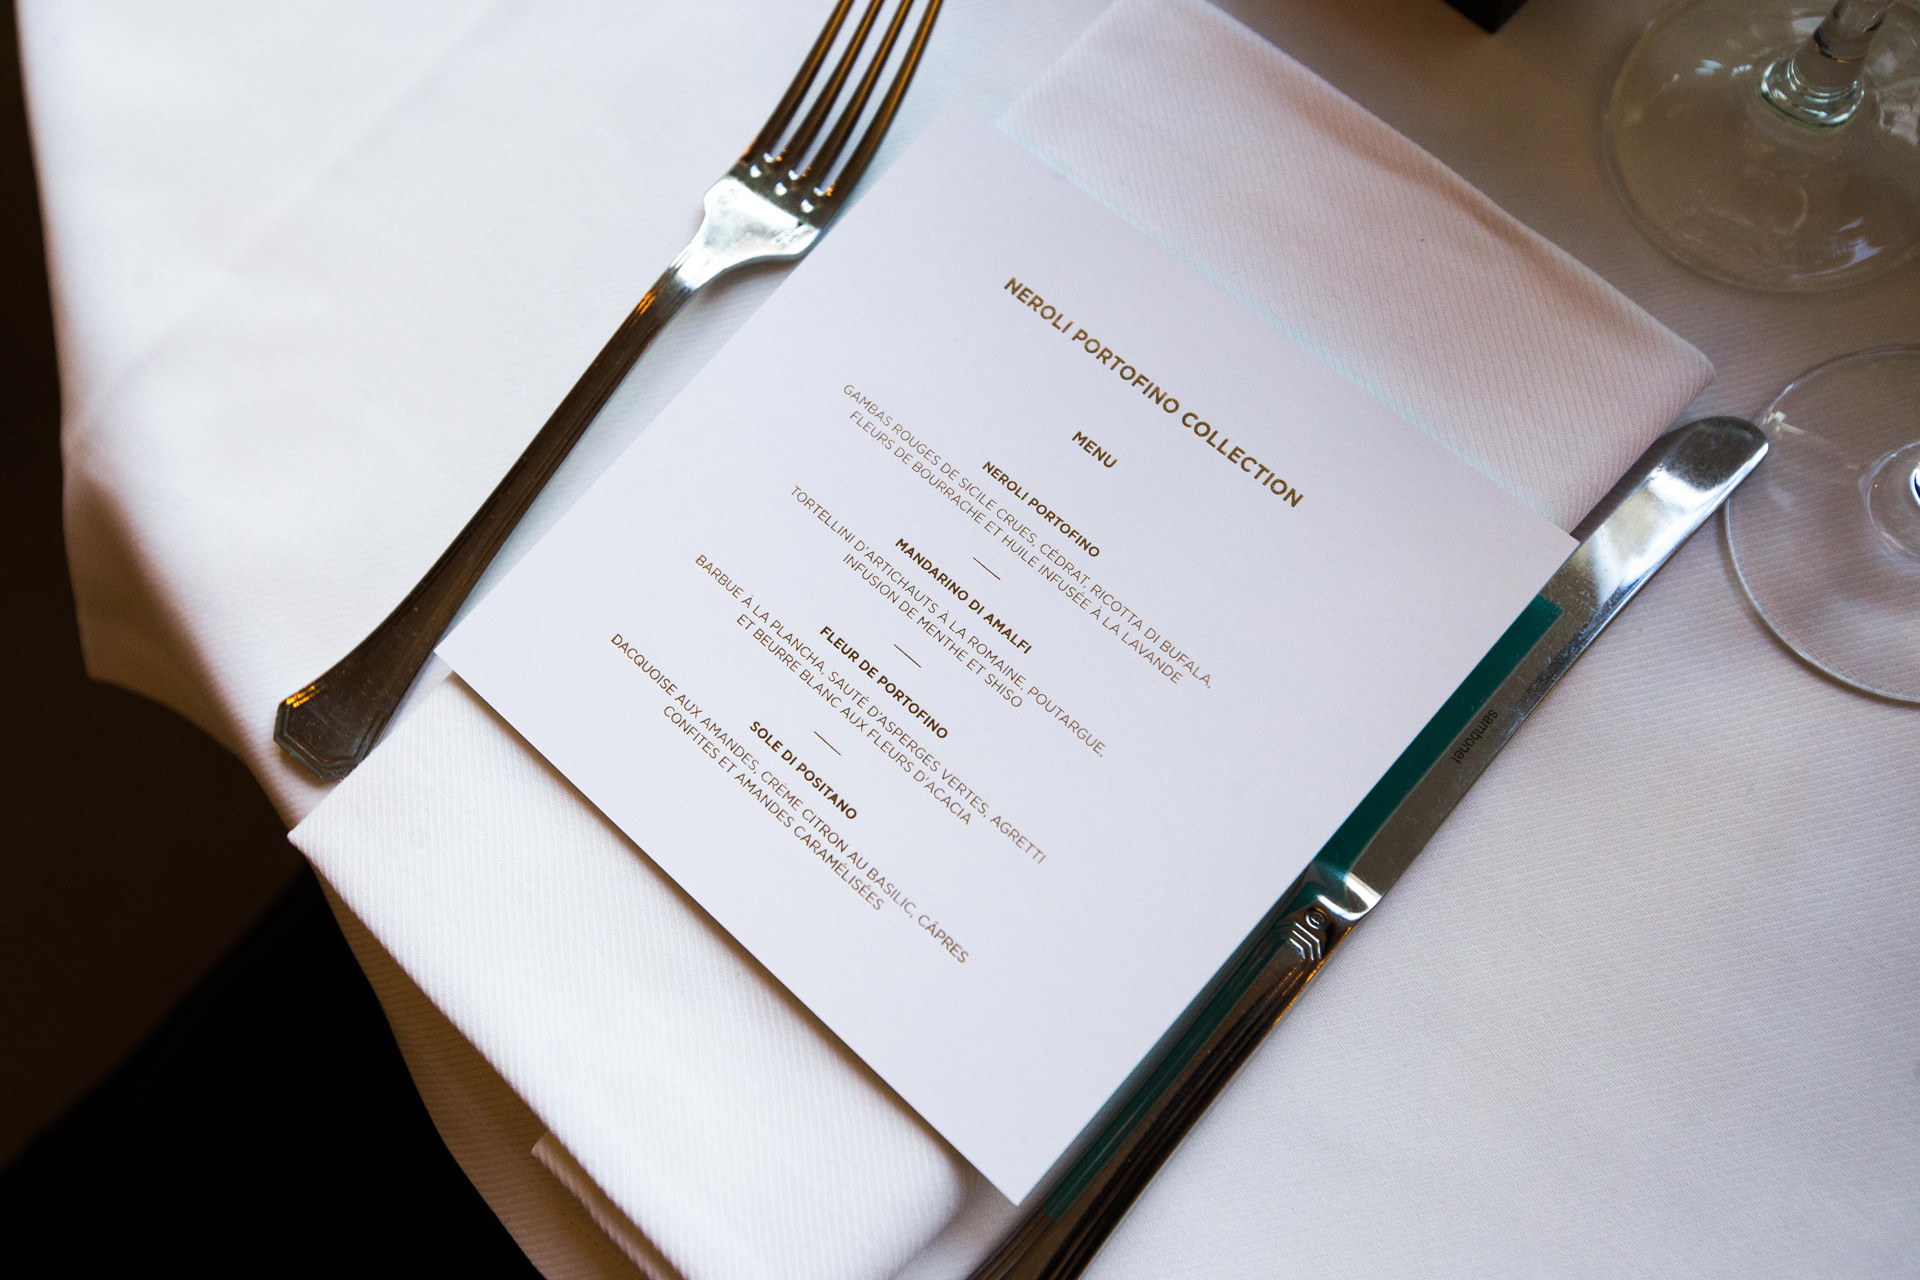 NEROLI PORTOFINO COLLECTION
MENU
NEROLI PORTOFINO
GAMBAS ROUGES DE SICILE CRUES, CÉDRAT, RICOTTA DI BUFALA,
FLEURS DE BOURRACHE ET HUILE INFUSÉE À LA LAVANDE
MANDARINO DI AMALFI
TORTELLINI D'ARTICHAUTS À LA ROMAINE, POUTARGUE,
INFUSION DE MENTHE ET SHISO
FLEUR DE PORTOFINO
BARBUE À LA PLANCHA, SAUTÉ D'ASPERGES VERTES, AGRETTI
ET BEURRE BLANC AUX FLEURS D'ACACIA
SOLE DI POSITANO
DACQUOISE AUX AMANDES, CRÈME CITRON AU BASILIC, CÂPRES
CONFITES ET AMANDES CARAMÉLISÉES
sambonet